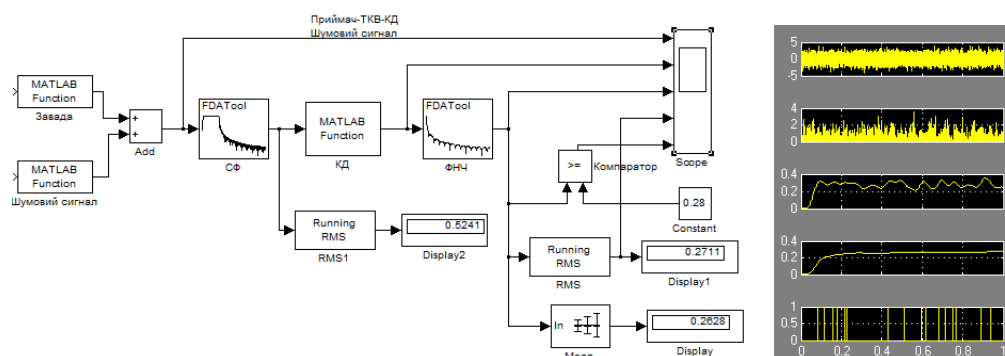 Приймач-ТКВ-КД
Шумовий сигнал
MATLAB
Function
Завада
MATLAB
Function
Шумовий сигнал
+
+
Add
FDATool
СФ
MATLAB
Function
КД
FDATool
ФНЧ
>=
Компаратор
Scope
0.28
Constant
Running
RMS
RMS1
0.5241
Display2
Running
RMS
RMS
0.2711
Display1
In
Mean
0.2628
Display
5
0
-5
4
2
0
0.4
0.2
0
0.4
0.2
0
1
0.5
0
0 0.2 0.4 0.6 0.8 1